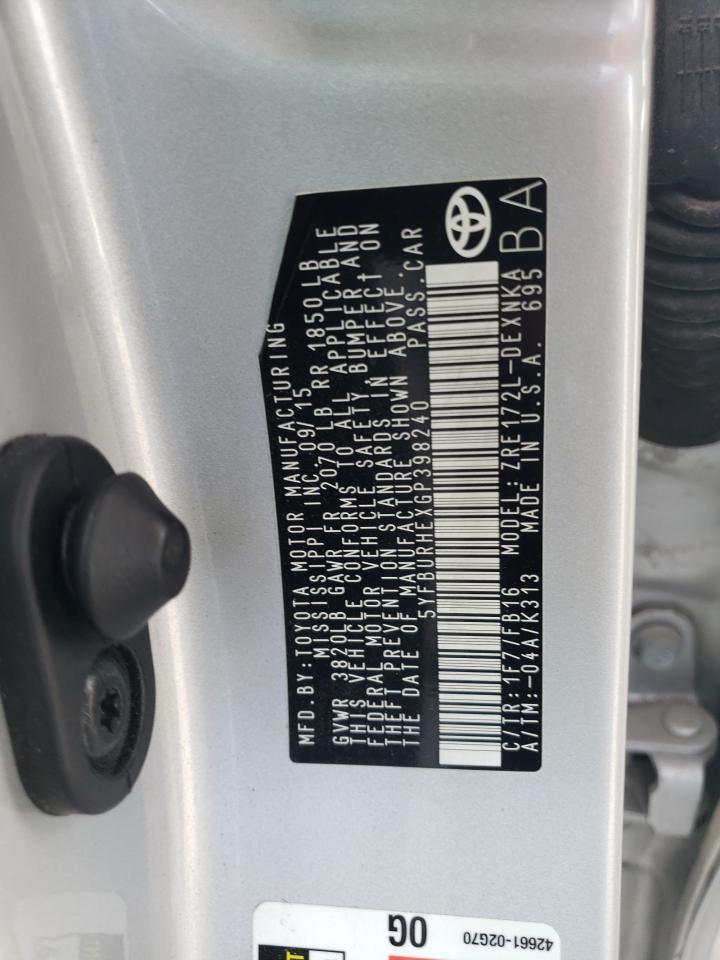 MFD.BY:TOYOTA MOTOR MANUFACTURING
MISSISSIPPI INC.09/15
GVWR 3820LB GAWR FR 2070 LB RR 1850 LB
THIS VEHICLE CONFORMS TO ALL APPLICABLE
FEDERAL MOTOR VEHICLE SAFETY, BUMPER, AND
THEFT PREVENTION STANDARDS IN EFFECT ON
THE DATE OF MANUFACTURE SHOWN ABOVE.
5YFBURHEXGP398240 PASS.CAR
C/TR:1F7/FB16 MODEL:ZRE172L-DEXNKA
A/TM:-04A/K313 MADE IN U.S.A. 695
BA
0G
42661-02G70